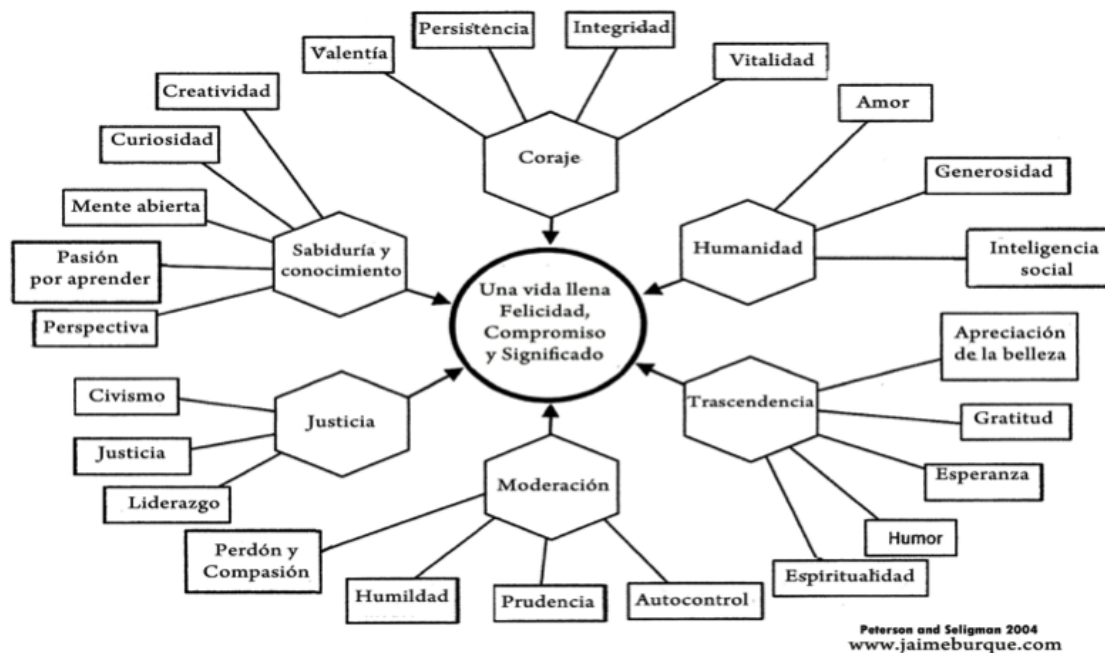 Persisténcia
Integridad
Valentía
Vitalidad
Creatividad
Amor
Curiosidad
Coraje
Generosidad
Mente abierta
Sabiduría y
conocimiento
Humanidad
Inteligencia
social
Pasión
por aprender
Perspectiva
Una vida llena
Felicidad,
Compromiso
y Significado
Apreciación
de la belleza
Civismo
Justicia
Trascendencia
Gratitud
Justicia
Esperanza
Liderazgo
Moderación
Perdón y
Compasión
Humor
Humildad
Prudencia
Autocontrol
Espiritualidad
Peterson and Seligman 2004
www.jaimeburque.com